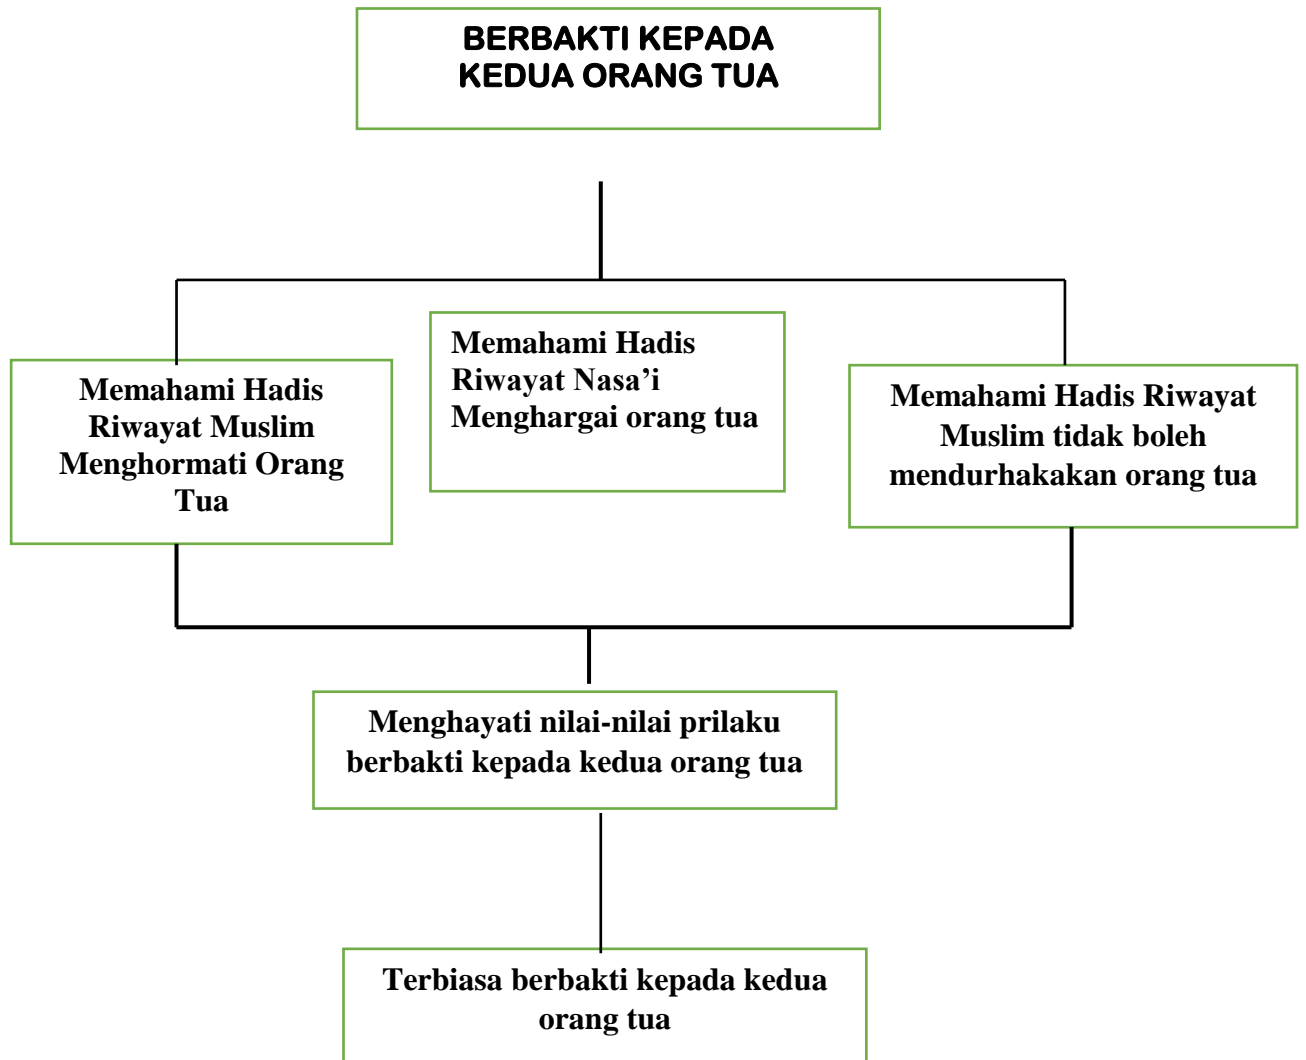 BERBAKTI KEPADA
KEDUA ORANG TUA
Memahami Hadis
Riwayat Muslim
Menghormati Orang
Tua
Memahami Hadis
Riwayat Nasa’i
Menghargai orang tua
Memahami Hadis Riwayat
Muslim tidak boleh
mendurhakakan orang tua
Menghayati nilai-nilai prilaku
berbakti kepada kedua orang tua
Terbiasa berbakti kepada kedua
orang tua